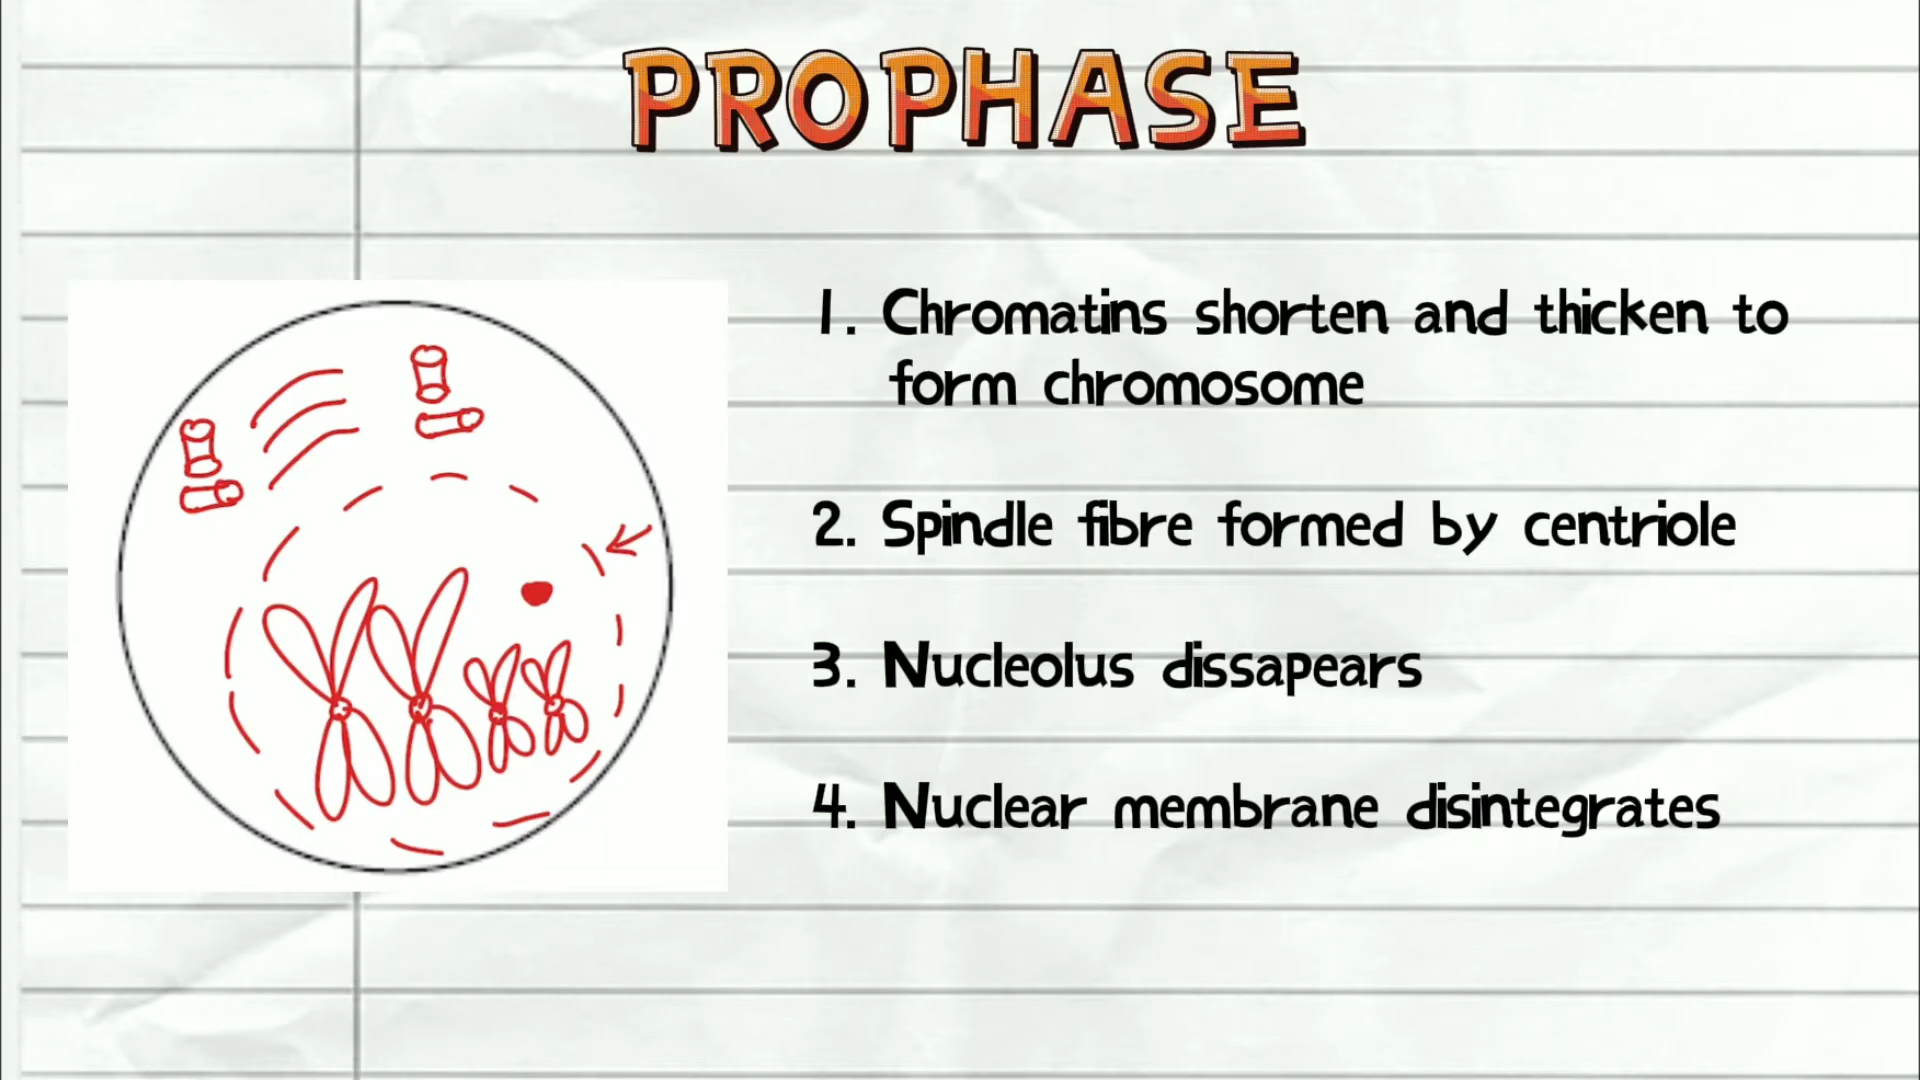 PROPHASE
1. Chromatins shorten and thicken to
form chromosome
2. Spindle fibre formed by centriole
3. Nucleolus dissapears
4. Nuclear membrane disintegrates